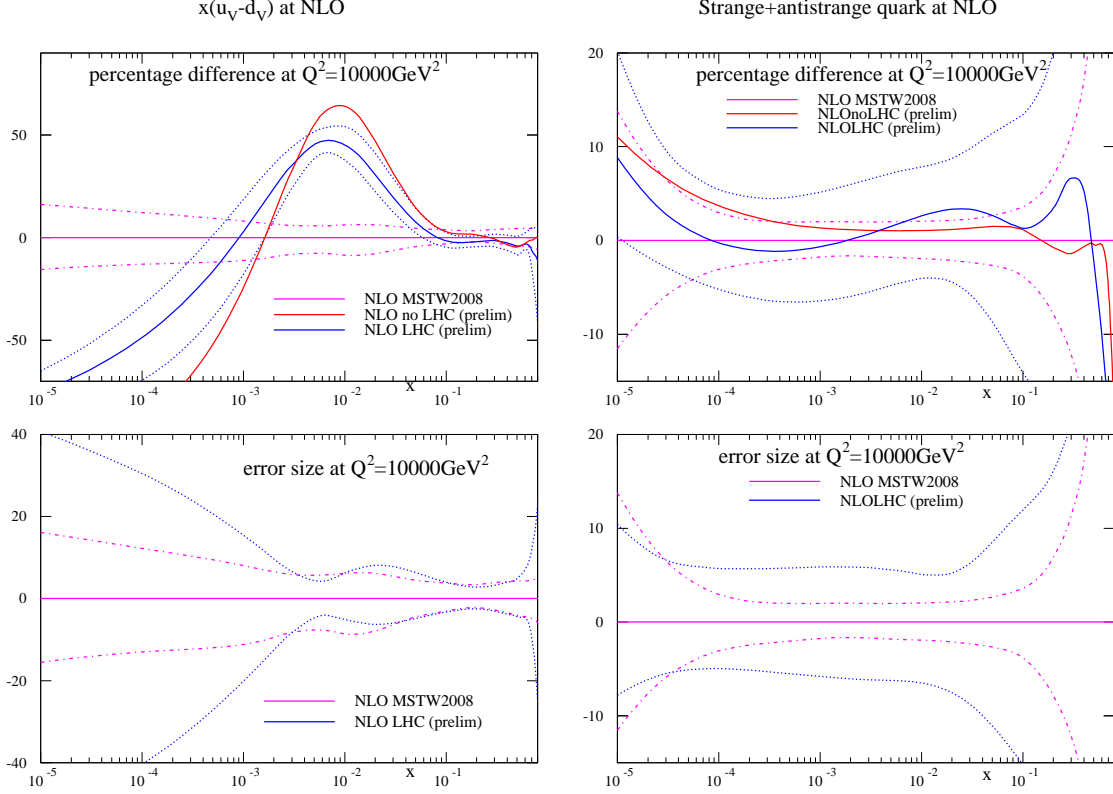 x(u_V-d_V) at NLO
percentage difference at Q^2=10000GeV^2
50
0
-50
NLO MSTW2008
NLO no LHC (prelim)
NLO LHC (prelim)
10^-5 10^-4 10^-3 10^-2 10^-1
x
Strange+antistrange quark at NLO
percentage difference at Q^2=10000GeV^2
20
10
0
-10
NLO MSTW2008
NLOnoLHC (prelim)
NLOLHC (prelim)
10^-5 10^-4 10^-3 10^-2 10^-1
x
error size at Q^2=10000GeV^2
40
20
0
-20
-40
NLO MSTW2008
NLO LHC (prelim)
10^-5 10^-4 10^-3 10^-2 10^-1
x
error size at Q^2=10000GeV^2
20
10
0
-10
NLO MSTW2008
NLOLHC (prelim)
10^-5 10^-4 10^-3 10^-2 10^-1
x